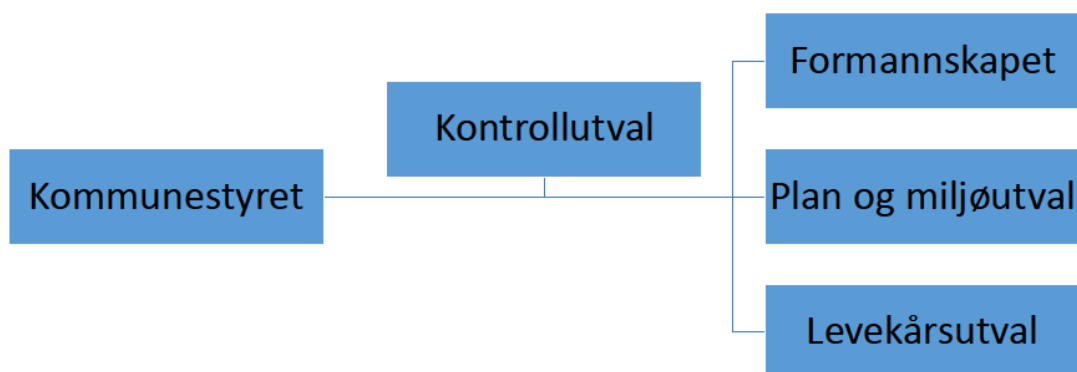 Kommunestyret
Kontrollutval
Formannskapet
Plan og miljøutval
Levekårsutval